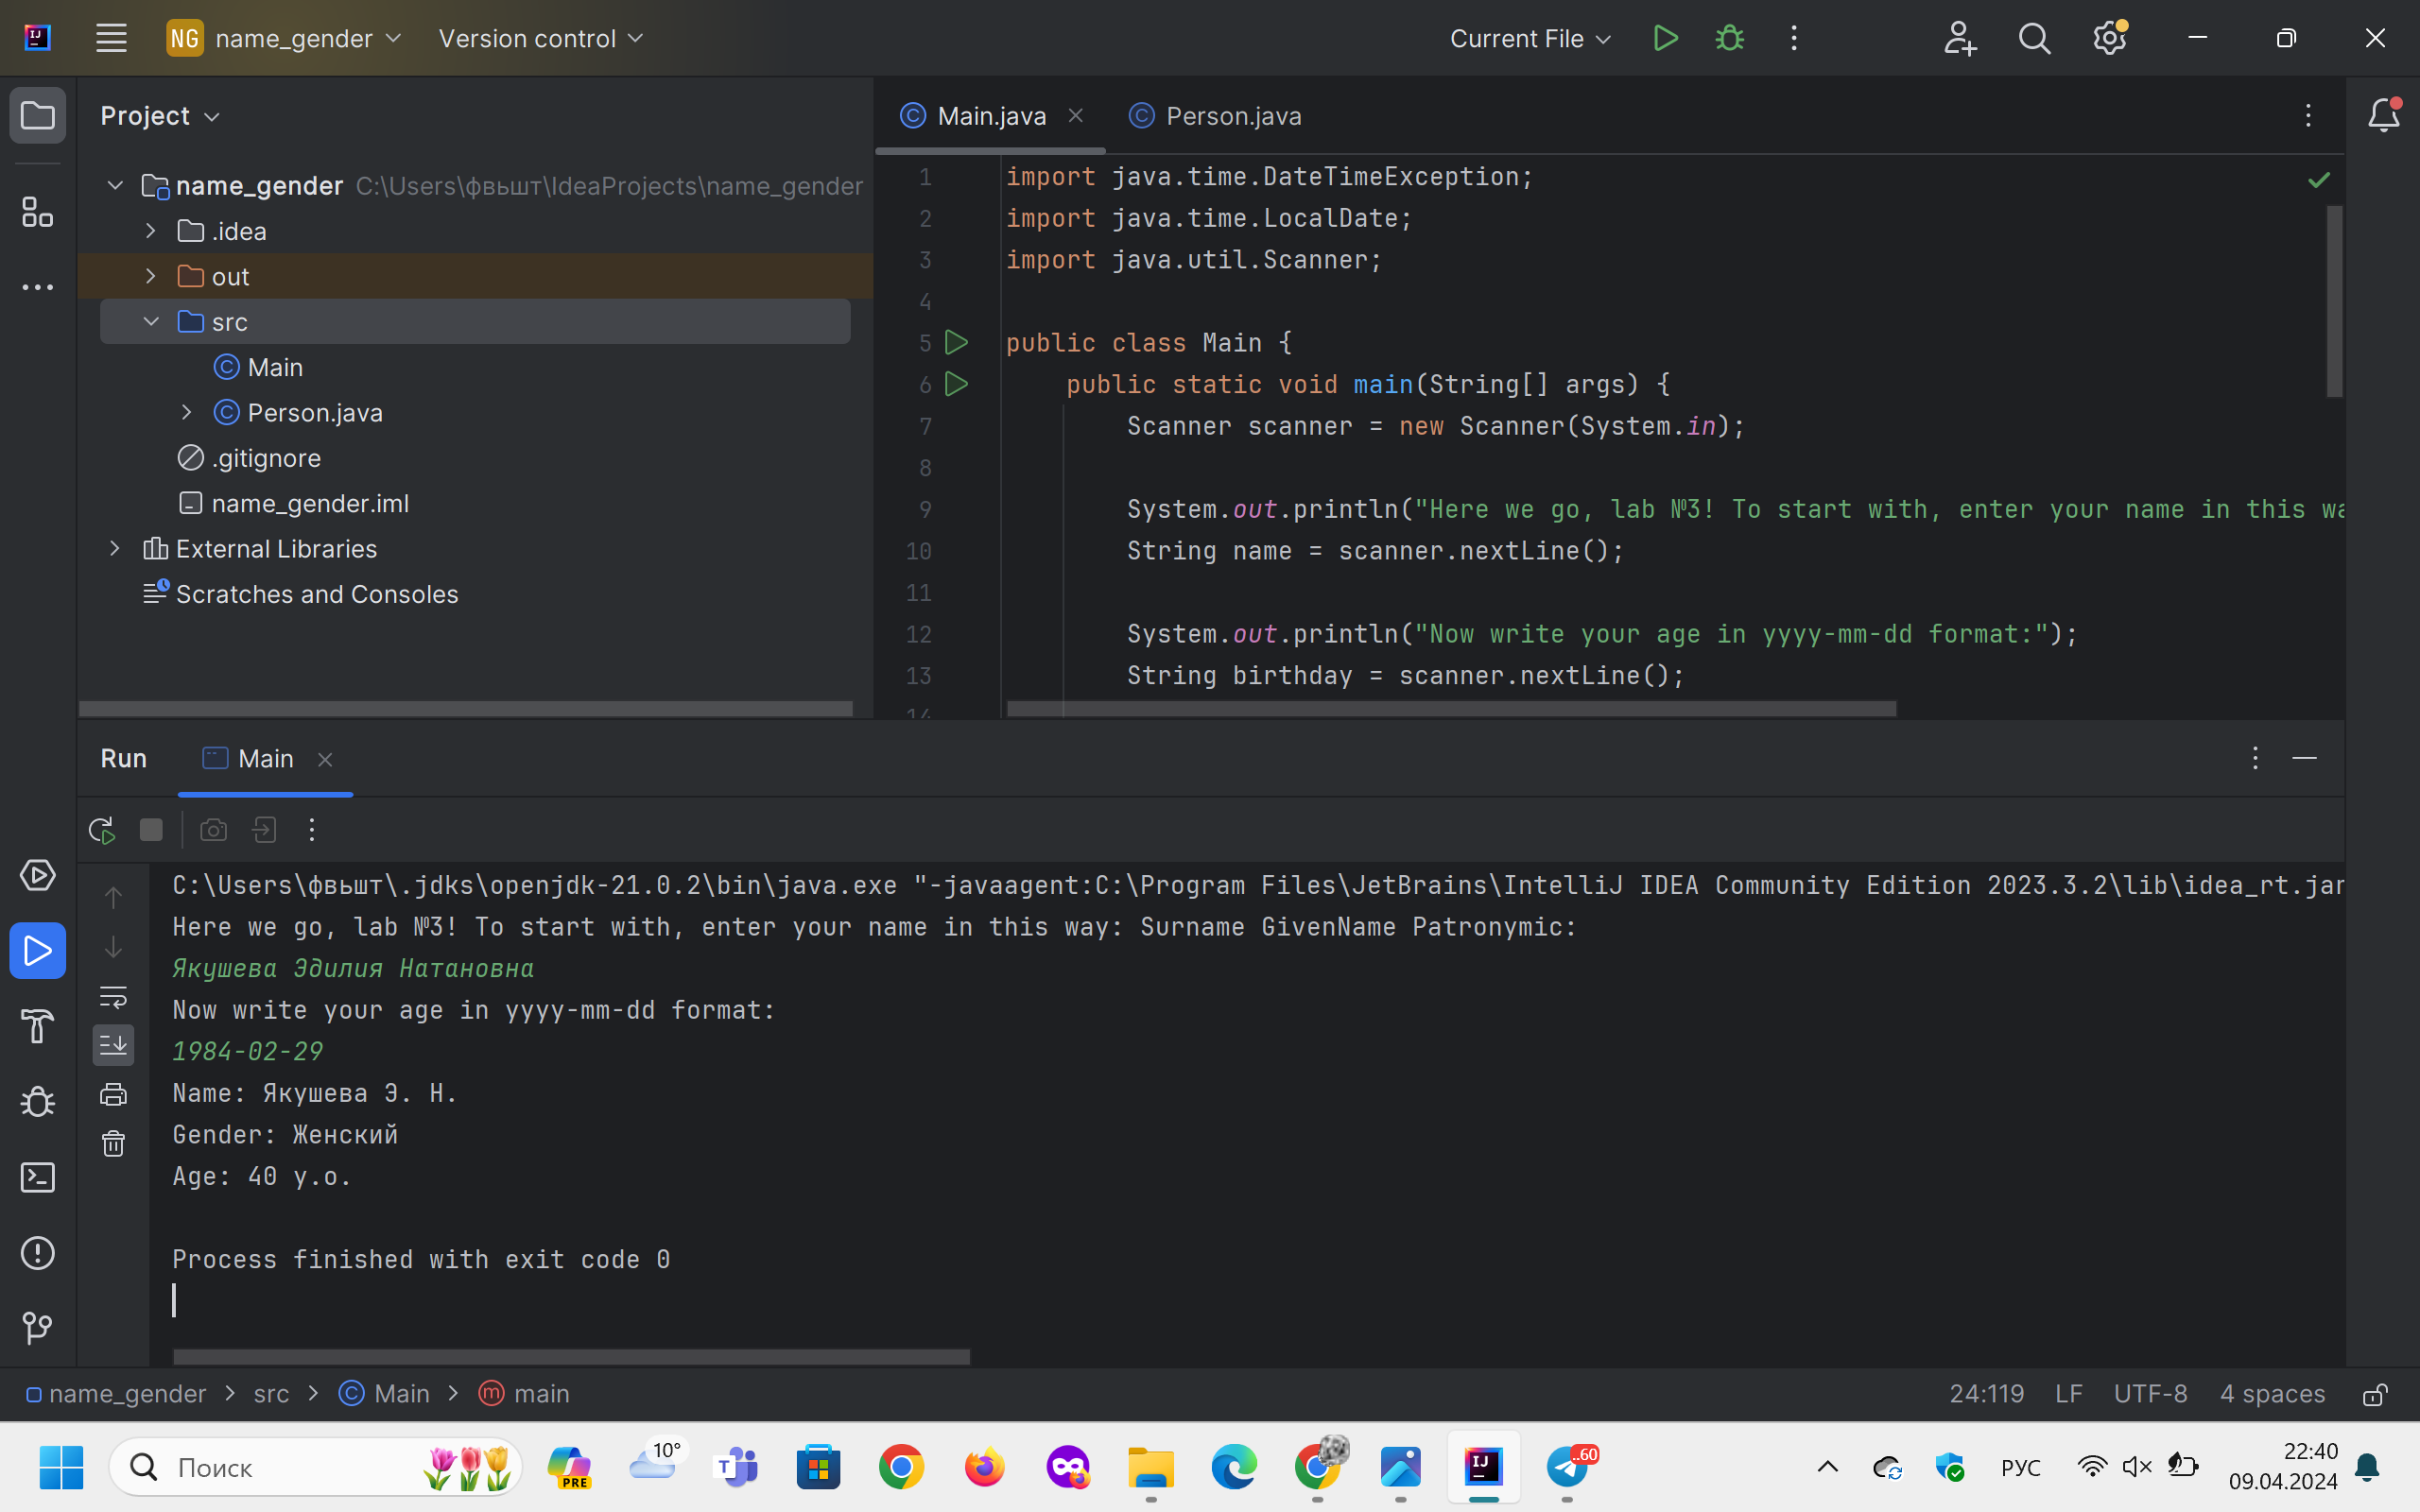 NG name_gender Version control Current File
Project
Main.java Person.java
name_gender C:\Users\фвьшт\IdeaProjects\name_gender
.idea
out
src
Main
Person.java
.gitignore
name_gender.iml
External Libraries
Scratches and Consoles
1 import java.time.DateTimeException;
2 import java.time.LocalDate;
3 import java.util.Scanner;
4
5 public class Main {
6 public static void main(String[] args) {
7 Scanner scanner = new Scanner(System.in);
8
9 System.out.println("Here we go, lab №3! To start with, enter your name in this wa
10 String name = scanner.nextLine();
11
12 System.out.println("Now write your age in yyyy-mm-dd format:");
13 String birthday = scanner.nextLine();
14
Run Main
C:\Users\фвьшт\.jdks\openjdk-21.0.2\bin\java.exe "-javaagent:C:\Program Files\JetBrains\IntelliJ IDEA Community Edition 2023.3.2\lib\idea_rt.jar
Here we go, lab №3! To start with, enter your name in this way: Surname GivenName Patronymic:
Якушева Эдилия Натановна
Now write your age in yyyy-mm-dd format:
1984-02-29
Name: Якушева Э. Н.
Gender: Женский
Age: 40 y.o.
Process finished with exit code 0
name_gender > src > Main > main 24:119 LF UTF-8 4 spaces
Поиск PRE 10° ..60 РУС 22:40
09.04.2024